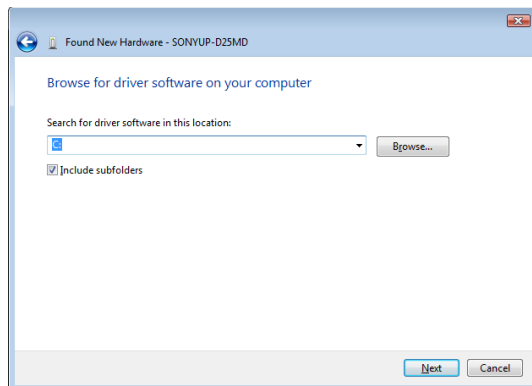 Found New Hardware - SONYUP-D25MD
Browse for driver software on your computer
Search for driver software in this location:
C:
Browse...
Include subfolders
Next Cancel